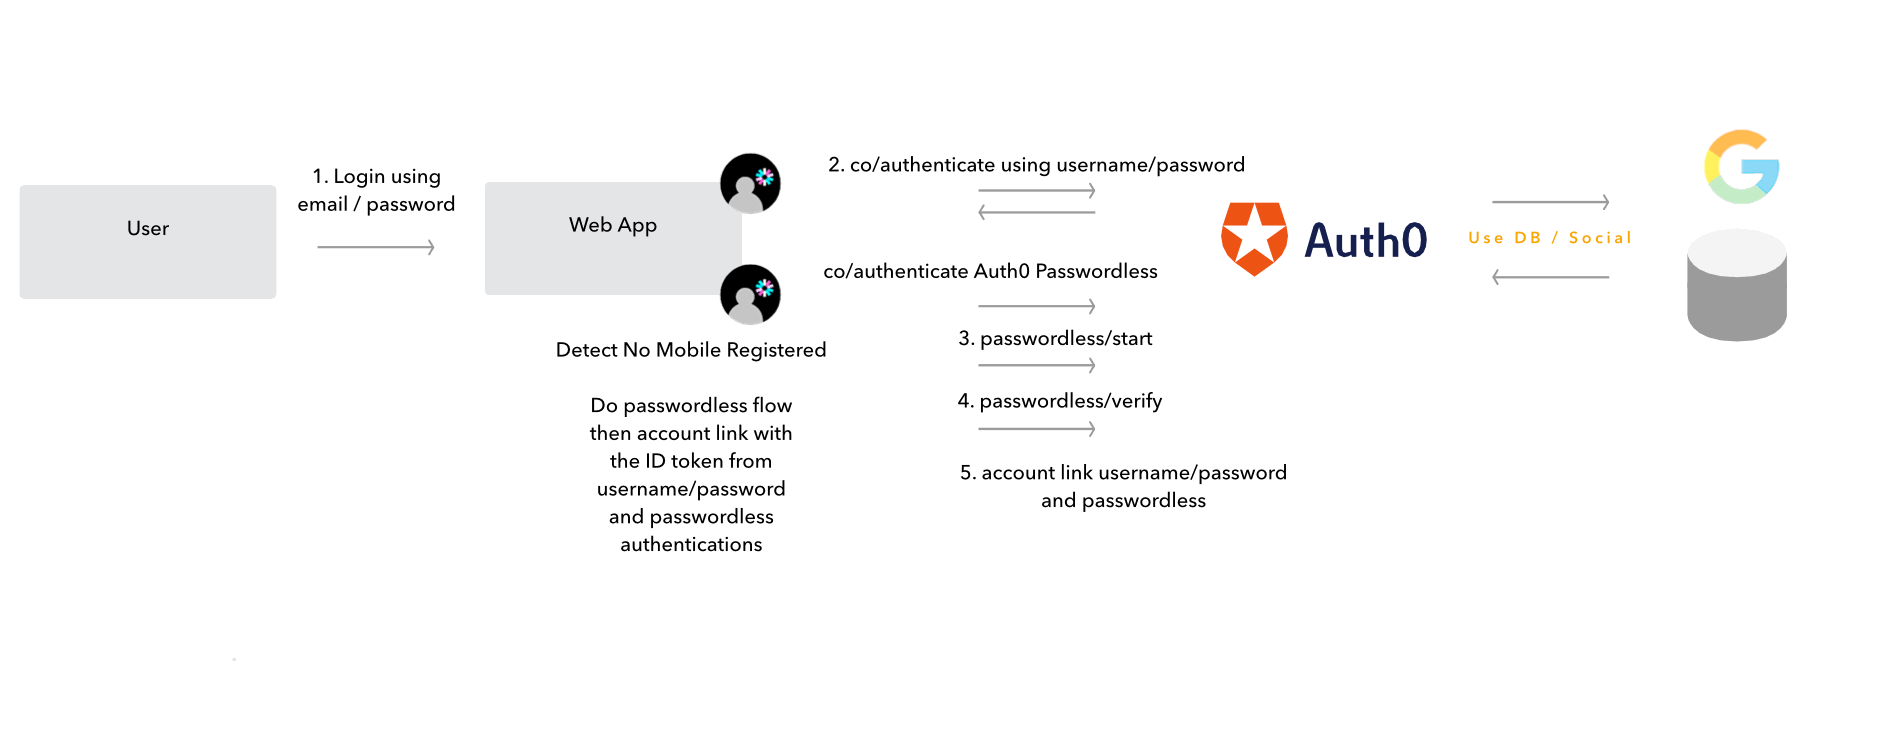 User
1. Login using
email / password
Web App
Detect No Mobile Registered
Do passwordless flow
then account link with
the ID token from
username/password
and passwordless
authentications
2. co/authenticate using username/password
co/authenticate Auth0 Passwordless
3. passwordless/start
4. passwordless/verify
5. account link username/password
and passwordless
Auth0
Use DB / Social